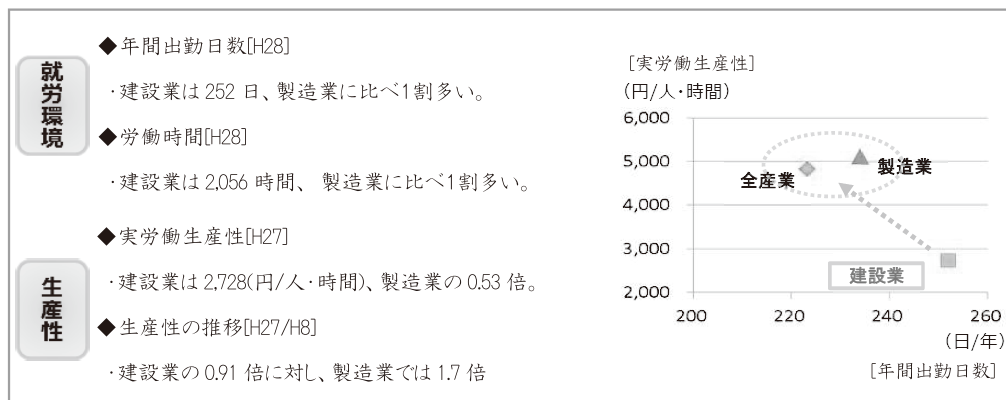 就労環境
◆年間出勤日数[H28]
・建設業は252日、製造業に比べ1割多い。
◆労働時間[H28]
・建設業は2,056時間、 製造業に比べ1割多い。
生産性
◆実労働生産性[H27]
・建設業は2,728(円/人・時間)、製造業の0.53倍。
◆生産性の推移[H27/H8]
・建設業の0.91倍に対し、製造業では1.7倍
[実労働生産性]
(円/人・時間)
6,000
5,000
4,000
3,000
2,000
全産業
製造業
建設業
200
220
240
260
(日/年)
[年間出勤日数]